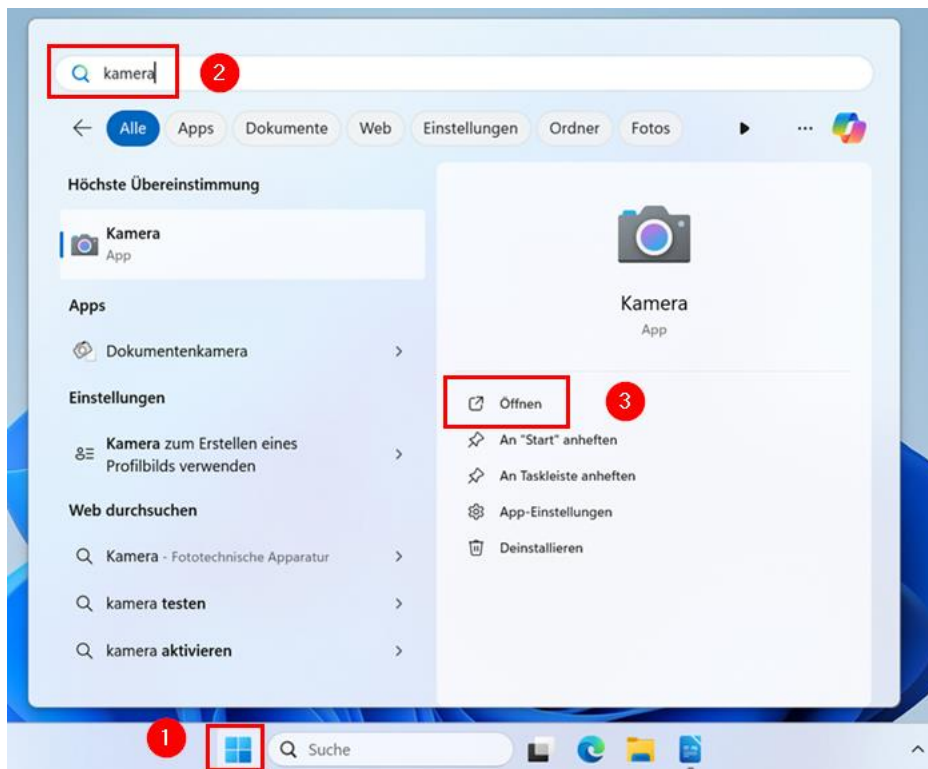 kamera
2
Alle Apps Dokumente Web Einstellungen Ordner Fotos ...
Höchste Übereinstimmung
Kamera
App
Apps
Dokumentenkamera
Einstellungen
Kamera zum Erstellen eines
Profilbilds verwenden
Web durchsuchen
Kamera - Fototechnische Apparatur
kamera testen
kamera aktivieren
Kamera
App
Öffnen
3
An "Start" anheften
An Taskleiste anheften
App-Einstellungen
Deinstallieren
1
Suche